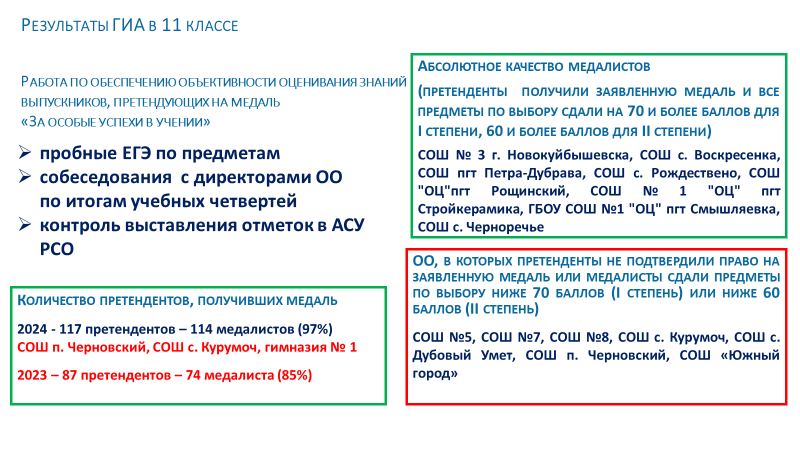 Результаты ГИА в 11 классе
Работа по обеспечению объективности оценивания знаний
выпускников, претендующих на медаль
«За особые успехи в учении»
➢ пробные ЕГЭ по предметам
➢ собеседования с директорами ОО
по итогам учебных четвертей
➢ контроль выставления отметок в АСУ
РСО
Количество претендентов, получивших медаль
2024 - 117 претендентов – 114 медалистов (97%)
СОШ п. Черновский, СОШ с. Курумоч, гимназия № 1
2023 – 87 претендентов – 74 медалиста (85%)
Абсолютное качество медалистов
(претенденты получили заявленную медаль и все
предметы по выбору сдали на 70 и более баллов для
I степени, 60 и более баллов для II степени)
СОШ № 3 г. Новокуйбышевска, СОШ с. Воскресенка,
СОШ пгт Петра-Дубрава, СОШ с. Рождествено, СОШ
"ОЦ"пгт Рощинский, СОШ № 1 "ОЦ" пгт
Стройкерамика, ГБОУ СОШ №1 "ОЦ" пгт Смышляевка,
СОШ с. Черноречье
ОО, в которых претенденты не подтвердили право на
заявленную медаль или медалисты сдали предметы
по выбору ниже 70 баллов (I степень) или ниже 60
баллов (II степень)
СОШ №5, СОШ №7, СОШ №8, СОШ с. Курумоч, СОШ с.
Дубовый Умет, СОШ п. Черновский, СОШ «Южный
город»